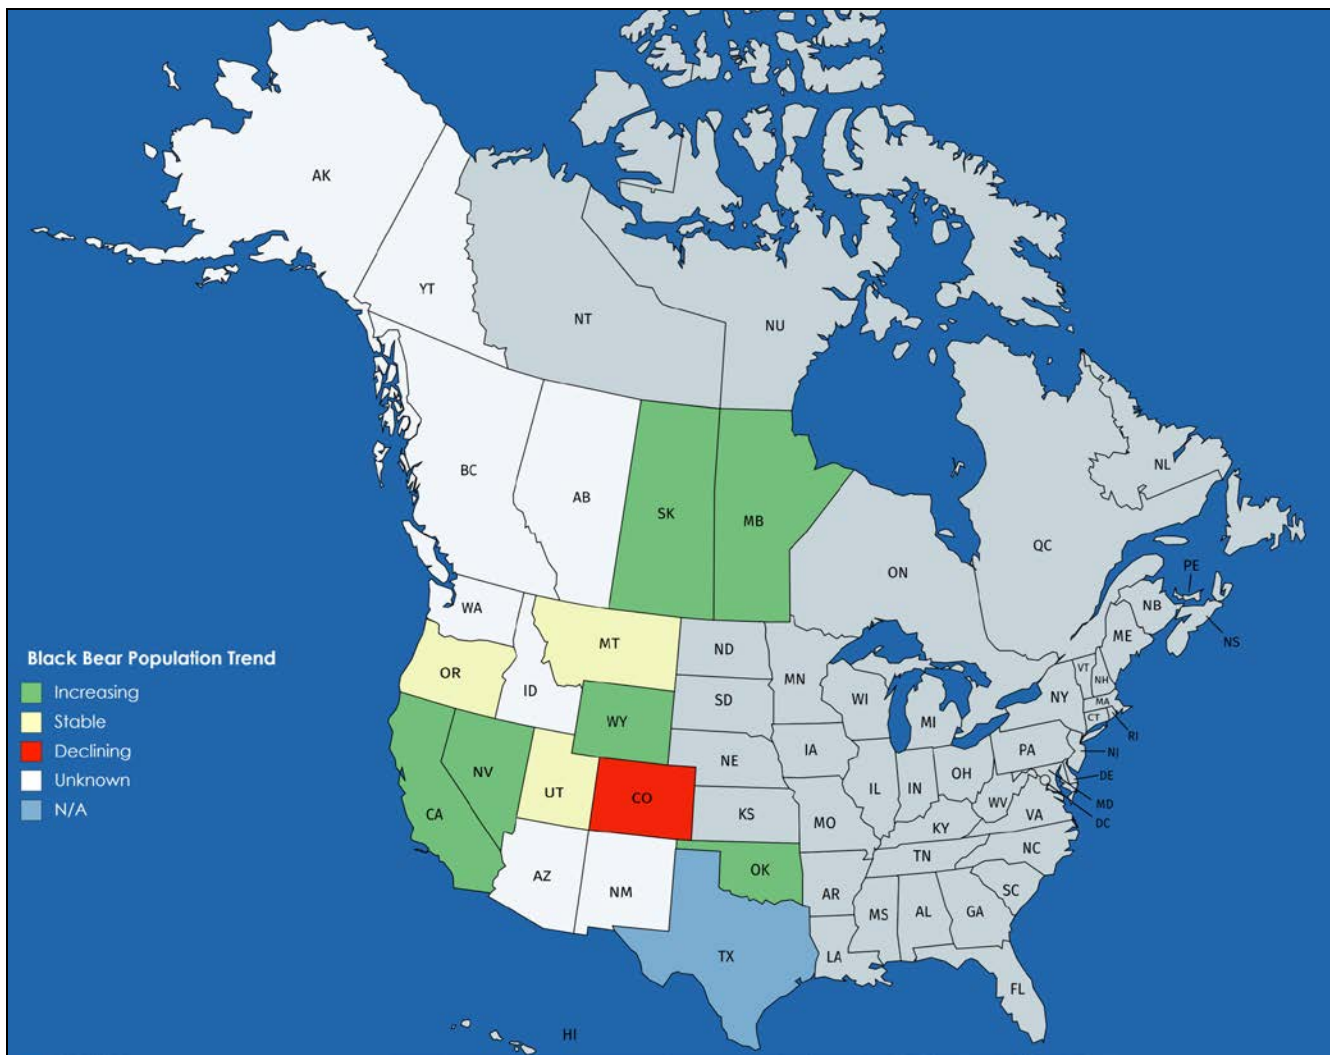 AK
YT
NT
NU
BC
AB
SK
MB
NL
QC
ON
PE
NB
NS
ME
WA
MT
ND
MN
VT
NH
OR
ID
SD
WI
MI
NY
MA
CT
RI
WY
IA
PA
NJ
NE
OH
NV
UT
CO
IL
IN
DE
MD
DC
WV
VA
KS
MO
KY
CA
AZ
NM
OK
AR
TN
NC
SC
MS
AL
GA
TX
LA
FL
HI
Black Bear Population Trend
Increasing
Stable
Declining
Unknown
N/A